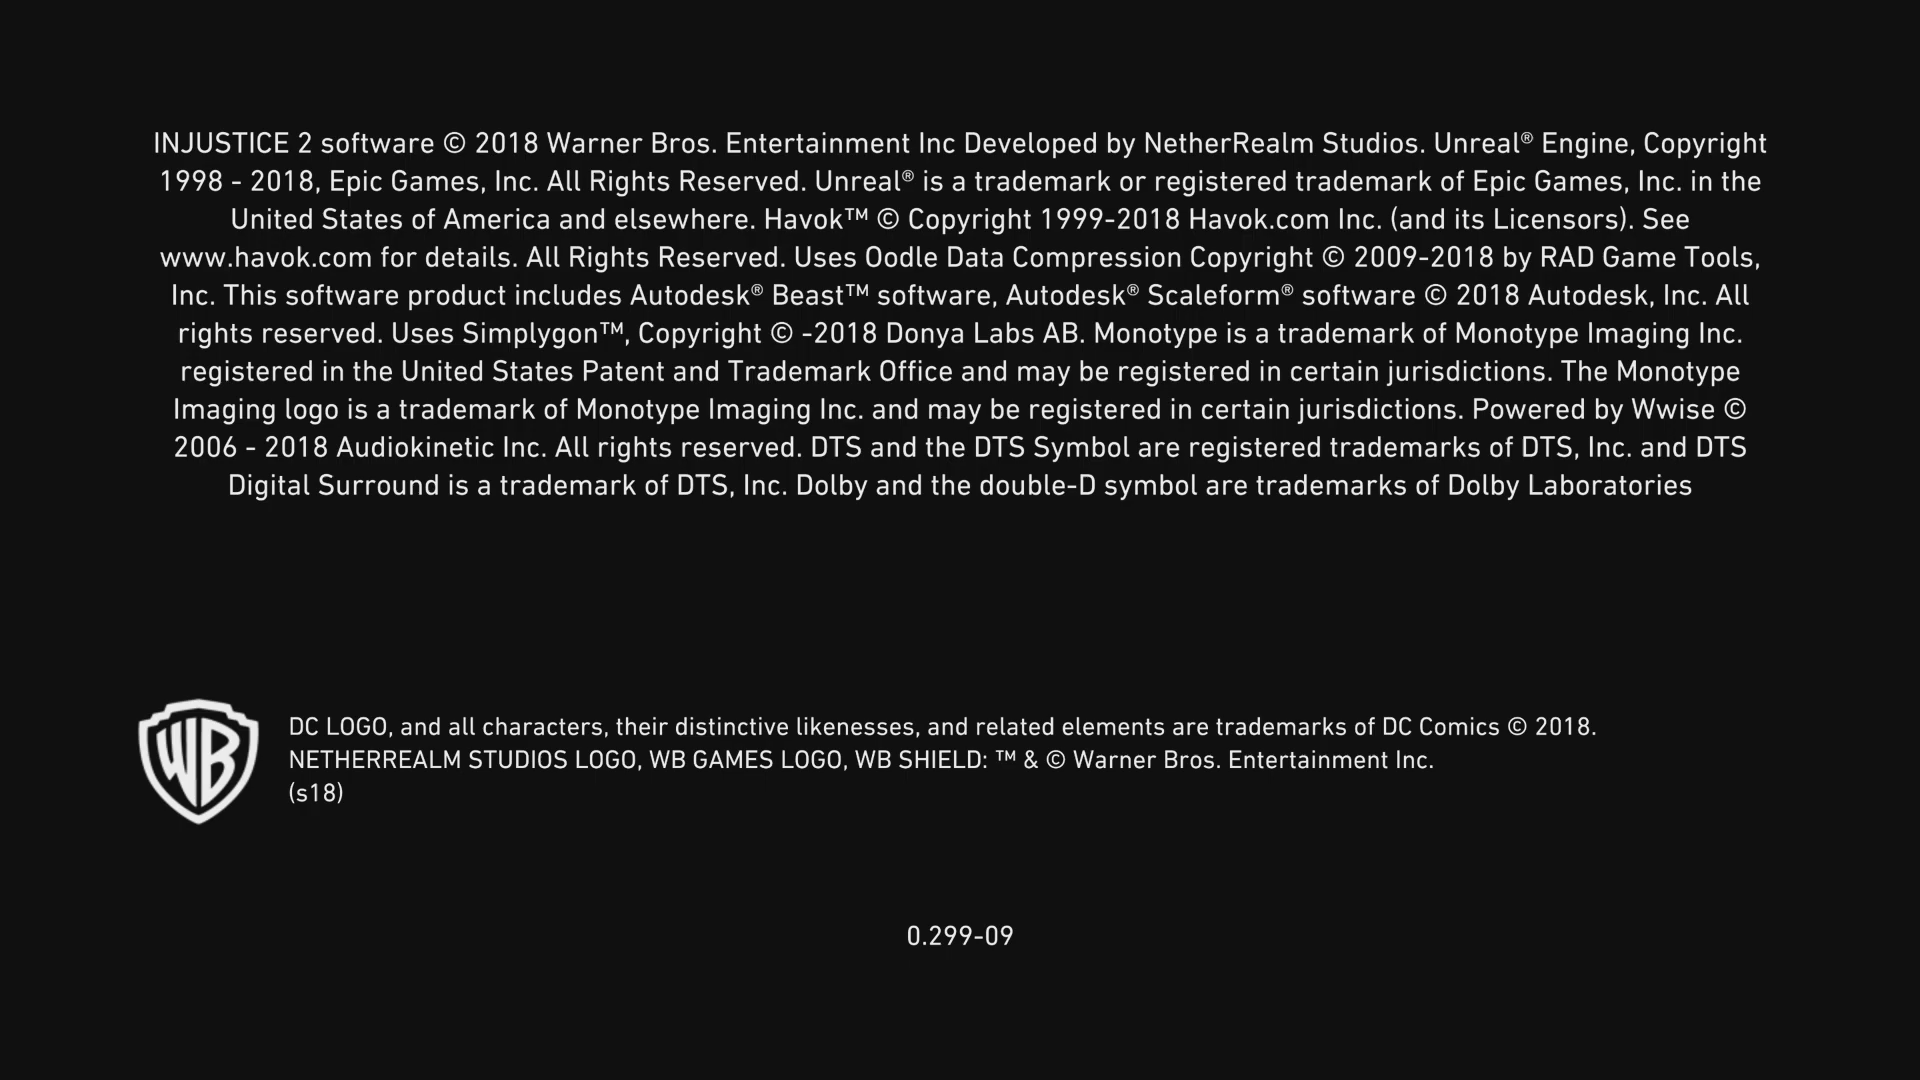 INJUSTICE 2 software © 2018 Warner Bros. Entertainment Inc Developed by NetherRealm Studios. Unreal® Engine, Copyright
1998 - 2018, Epic Games, Inc. All Rights Reserved. Unreal® is a trademark or registered trademark of Epic Games, Inc. in the
United States of America and elsewhere. Havok™ © Copyright 1999-2018 Havok.com Inc. (and its Licensors). See
www.havok.com for details. All Rights Reserved. Uses Oodle Data Compression Copyright © 2009-2018 by RAD Game Tools,
Inc. This software product includes Autodesk® Beast™ software, Autodesk® Scaleform® software © 2018 Autodesk, Inc. All
rights reserved. Uses Simplygon™, Copyright © -2018 Donya Labs AB. Monotype is a trademark of Monotype Imaging Inc.
registered in the United States Patent and Trademark Office and may be registered in certain jurisdictions. The Monotype
Imaging logo is a trademark of Monotype Imaging Inc. and may be registered in certain jurisdictions. Powered by Wwise ©
2006 - 2018 Audiokinetic Inc. All rights reserved. DTS and the DTS Symbol are registered trademarks of DTS, Inc. and DTS
Digital Surround is a trademark of DTS, Inc. Dolby and the double-D symbol are trademarks of Dolby Laboratories
WB
DC LOGO, and all characters, their distinctive likenesses, and related elements are trademarks of DC Comics © 2018.
NETHERREALM STUDIOS LOGO, WB GAMES LOGO, WB SHIELD: ™ & © Warner Bros. Entertainment Inc.
(s18)
0.299-09